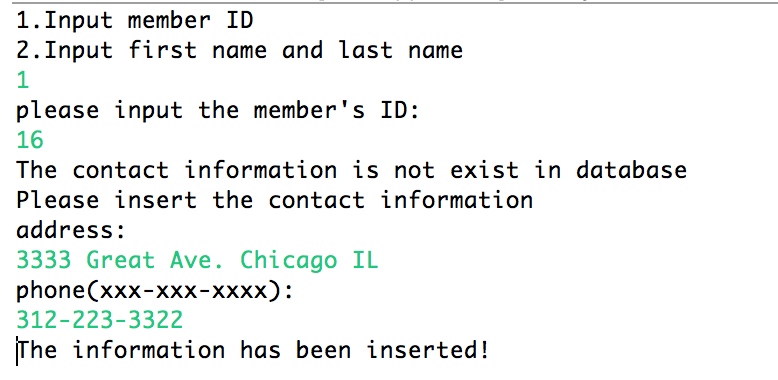 1.Input member ID
2.Input first name and last name
1
please input the member's ID:
16
The contact information is not exist in database
Please insert the contact information
address:
3333 Great Ave. Chicago IL
phone(xxx-xxx-xxxx):
312-223-3322
The information has been inserted!